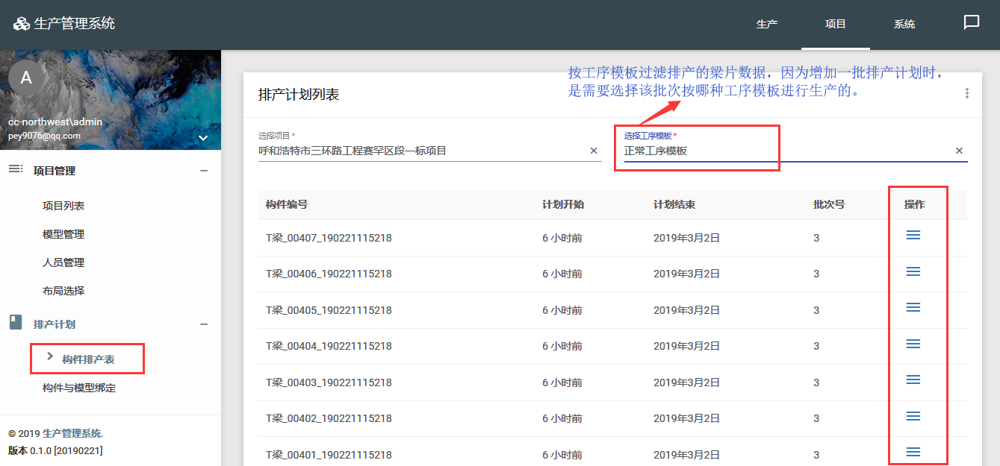 生产管理系统
生产
项目
系统
A
cc-northwest\admin
pey9076@qq.com
项目管理
项目列表
模型管理
人员管理
布局选择
排产计划
构件排产表
构件与模型绑定
© 2019 生产管理系统.
版本 0.1.0 [20190221]
按工序模板过滤排产的梁片数据，因为增加一批排产计划时，
是需要选择该批次按哪种工序模板进行生产的。
排产计划列表
选择项目 *
呼和浩特市三环路工程赛罕区段一标项目
选择工序模板 *
正常工序模板
构件编号 计划开始 计划结束 批次号 操作
T梁_00407_190221115218 6 小时前 2019年3月2日 3
T梁_00406_190221115218 6 小时前 2019年3月2日 3
T梁_00405_190221115218 6 小时前 2019年3月2日 3
T梁_00404_190221115218 6 小时前 2019年3月2日 3
T梁_00403_190221115218 6 小时前 2019年3月2日 3
T梁_00402_190221115218 6 小时前 2019年3月2日 3
T梁_00401_190221115218 6 小时前 2019年3月2日 3